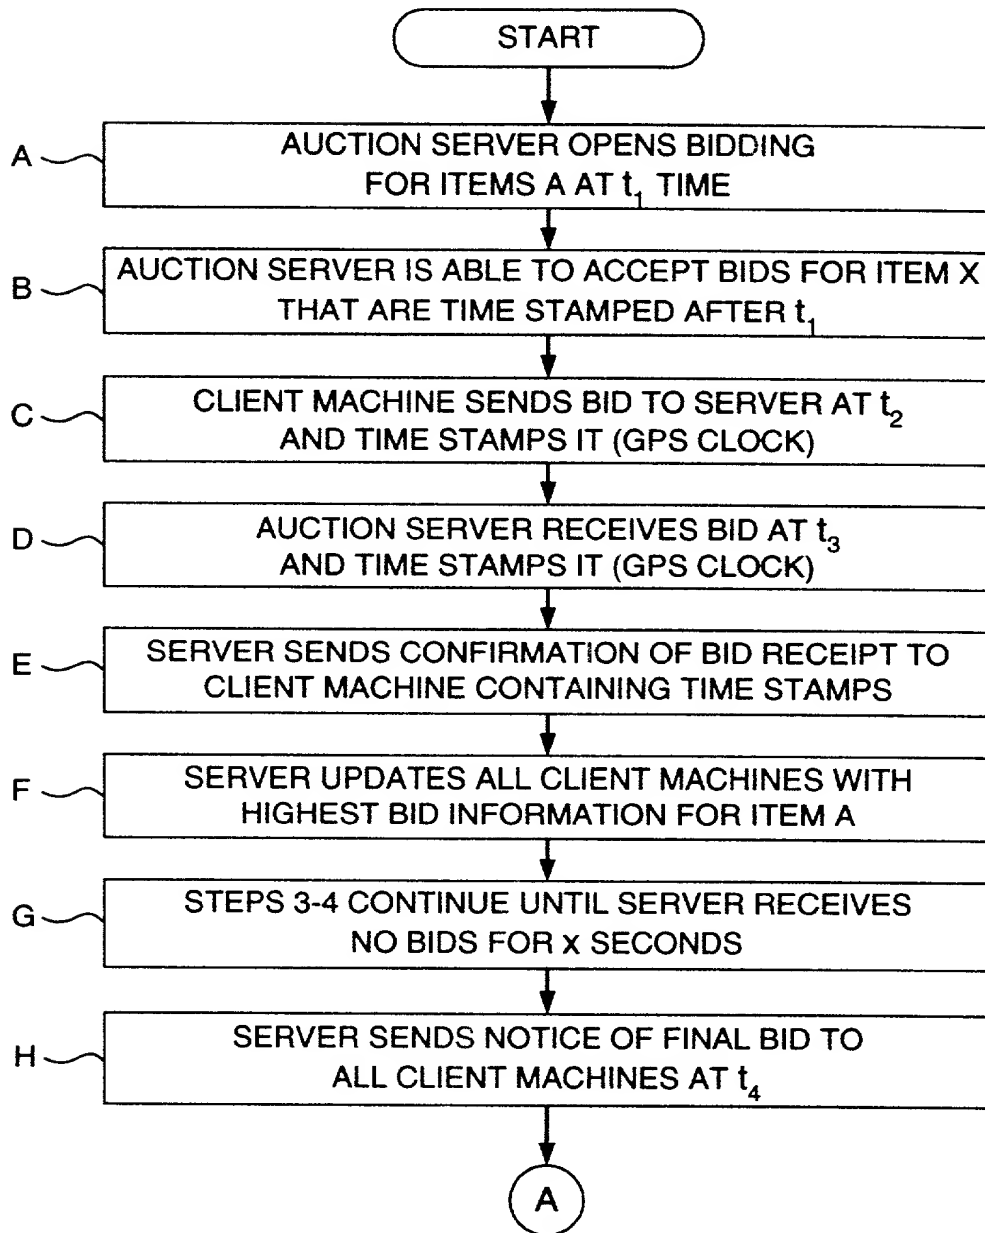 START
A
AUCTION SERVER OPENS BIDDING
FOR ITEMS A AT t₁ TIME
B
AUCTION SERVER IS ABLE TO ACCEPT BIDS FOR ITEM X
THAT ARE TIME STAMPED AFTER t₁
C
CLIENT MACHINE SENDS BID TO SERVER AT t₂
AND TIME STAMPS IT (GPS CLOCK)
D
AUCTION SERVER RECEIVES BID AT t₃
AND TIME STAMPS IT (GPS CLOCK)
E
SERVER SENDS CONFIRMATION OF BID RECEIPT TO
CLIENT MACHINE CONTAINING TIME STAMPS
F
SERVER UPDATES ALL CLIENT MACHINES WITH
HIGHEST BID INFORMATION FOR ITEM A
G
STEPS 3-4 CONTINUE UNTIL SERVER RECEIVES
NO BIDS FOR X SECONDS
H
SERVER SENDS NOTICE OF FINAL BID TO
ALL CLIENT MACHINES AT t₄
A